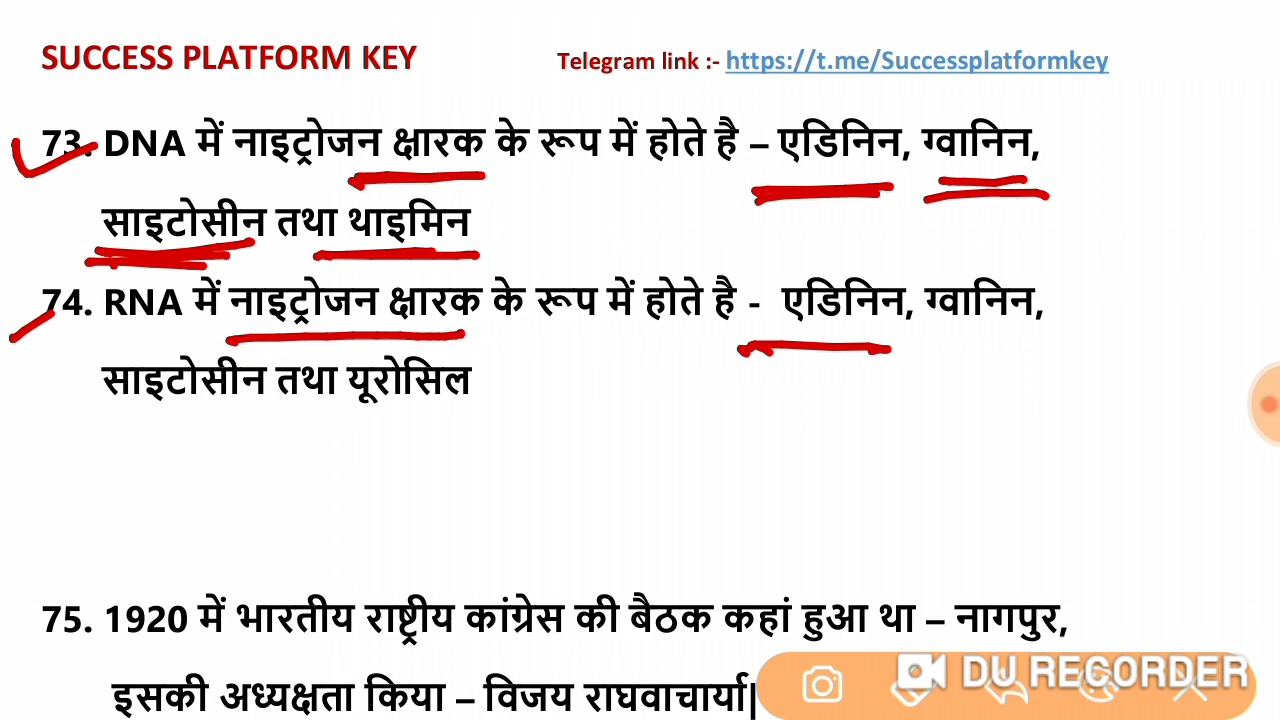 SUCCESS PLATFORM KEY Telegram link :- https://t.me/Successplatformkey
73. DNA में नाइट्रोजन क्षारक के रूप में होते है – एडिनिन, ग्वानिन,
साइटोसीन तथा थाइमिन
74. RNA में नाइट्रोजन क्षारक के रूप में होते है - एडिनिन, ग्वानिन,
साइटोसीन तथा यूरोसिल
75. 1920 में भारतीय राष्ट्रीय कांग्रेस की बैठक कहां हुआ था – नागपुर,
इसकी अध्यक्षता किया – विजय राघवाचार्या|
DU RECORDER